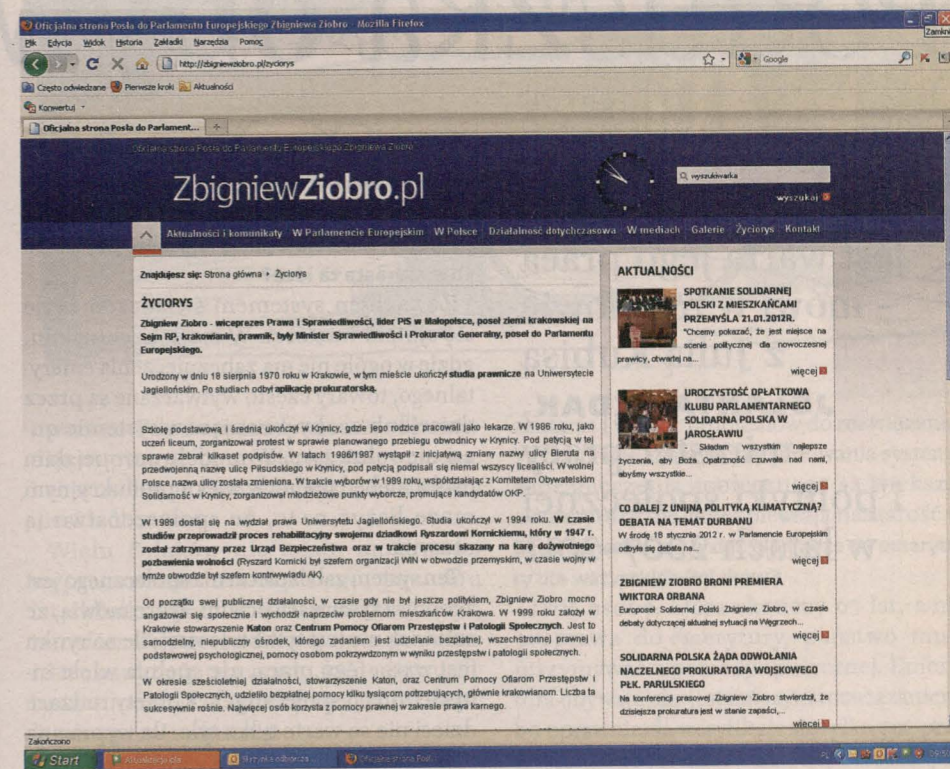 Oficjalna strona Posła do Parlamentu Europejskiego Zbigniewa Ziobro - Mozilla Firefox
Zamkni
Plik Edycja Widok Historia Zakładki Narzędzia Pomoc
http://zbigniewziobro.pl/zyciorys
Google
Często odwiedzane Pierwsze kroki Aktualności
Konwertuj
Oficjalna strona Posła do Parlament...
Oficjalna strona Posła do Parlamentu Europejskiego Zbigniewa Ziobro
ZbigniewZiobro.pl
wyszukiwarka
wyszukaj
Aktualności i komunikaty W Parlamencie Europejskim W Polsce Działalność dotychczasowa W mediach Galerie Życiorys Kontakt
Znajdujesz się: Strona główna Życiorys
ŻYCIORYS
Zbigniew Ziobro - wiceprezes Prawa i Sprawiedliwości, lider PiS w Małopolsce, poseł ziemi krakowskiej na
Sejm RP, krakowianin, prawnik, były Minister Sprawiedliwości i Prokurator Generalny, poseł do Parlamentu
Europejskiego.
Urodzony w dniu 18 sierpnia 1970 roku w Krakowie, w tym mieście ukończył studia prawnicze na Uniwersytecie
Jagiellońskim. Po studiach odbył aplikację prokuratorską.
Szkołę podstawową i średnią ukończył w Krynicy, gdzie jego rodzice pracowali jako lekarze. W 1986 roku, jako
uczeń liceum, zorganizował protest w sprawie planowanego przebiegu obwodnicy w Krynicy. Pod petycją w tej
sprawie zebrał kilkaset podpisów. W latach 1986/1987 wystąpił z inicjatywą zmiany nazwy ulicy Bieruta na
przedwojenną nazwę ulicę Piłsudskiego w Krynicy, pod petycją podpisali się niemal wszyscy licealiści. W wolnej
Polsce nazwa ulicy została zmieniona. W trakcie wyborów w 1989 roku, współdziałając z Komitetem Obywatelskim
Solidarność w Krynicy, zorganizował młodzieżowe punkty wyborcze, promujące kandydatów OKP.
W 1989 dostał się na wydział prawa Uniwersytetu Jagiellońskiego. Studia ukończył w 1994 roku. W czasie
studiów przeprowadził proces rehabilitacyjny swojemu dziadkowi Ryszardowi Kornickiemu, który w 1947 r.
został zatrzymany przez Urząd Bezpieczeństwa oraz w trakcie procesu skazany na karę dożywotniego
pozbawienia wolności (Ryszard Kornicki był szefem organizacji WIN w obwodzie przemyskim, w czasie wojny w
tymże obwodzie był szefem wywiadu AK).
Od początku swej publicznej działalności, w czasie gdy nie był jeszcze politykiem, Zbigniew Ziobro mocno
angażował się społecznie i wychodził naprzeciw problemom mieszkańców Krakowa. W 1999 roku założył w
Krakowie stowarzyszenie Katon oraz Centrum Pomocy Ofiarom Przestępstw i Patologii Społecznych. Jest to
samodzielny, niepubliczny ośrodek, którego zadaniem jest udzielanie bezpłatnej, wszechstronnej prawnej i
podstawowej psychologicznej, pomocy osobom pokrzywdzonym w wyniku przestępstw i patologii społecznych.
W okresie sześcioletniej działalności, stowarzyszenie Katon, oraz Centrum Pomocy Ofiarom Przestępstw i
Patologii Społecznych, udzieliło bezpłatnej pomocy kilku tysiącom potrzebujących, głównie krakowianom. Liczba ta
sukcesywnie rośnie. Najwięcej osób korzysta z pomocy prawnej w zakresie prawa karnego.
AKTUALNOŚCI
SPOTKANIE SOLIDARNEJ
POLSKI Z MIESZKAŃCAMI
PRZEMYŚLA 21.01.2012R.
"Chcemy pokazać, że jest miejsce na
scenie politycznej dla nowoczesnej
prawicy, otwartej na...
więcej
UROCZYSTOŚĆ OPŁATKOWA
KLUBU PARLAMENTARNEGO
SOLIDARNA POLSKA W
JAROSŁAWIU
Składam wszystkim najlepsze
życzenia, aby Boża Opatrzność czuwała nad nami,
abyśmy wszystkie...
więcej
CO DALEJ Z UNIJNĄ POLITYKĄ KLIMATYCZNĄ?
DEBATA NA TEMAT DURBANU
W środę 18 stycznia 2012 r. w Parlamencie Europejskim
odbyła się debata...
więcej
ZBIGNIEW ZIOBRO BRONI PREMIERA
WIKTORA ORBANA
Europoseł Solidarnej Polski Zbigniew Ziobro, w czasie
debaty dotyczącej aktualnej sytuacji na Węgrzech...
więcej
SOLIDARNA POLSKA ŻĄDA ODWOŁANIA
NACZELNEGO PROKURATORA WOJSKOWEGO
PŁK. PARULSKIEGO
Na konferencji prasowej Zbigniew Ziobro stwierdził, że
dzisiejsza prokuratura jest w stanie zapaści,...
więcej
Zakończono
Start